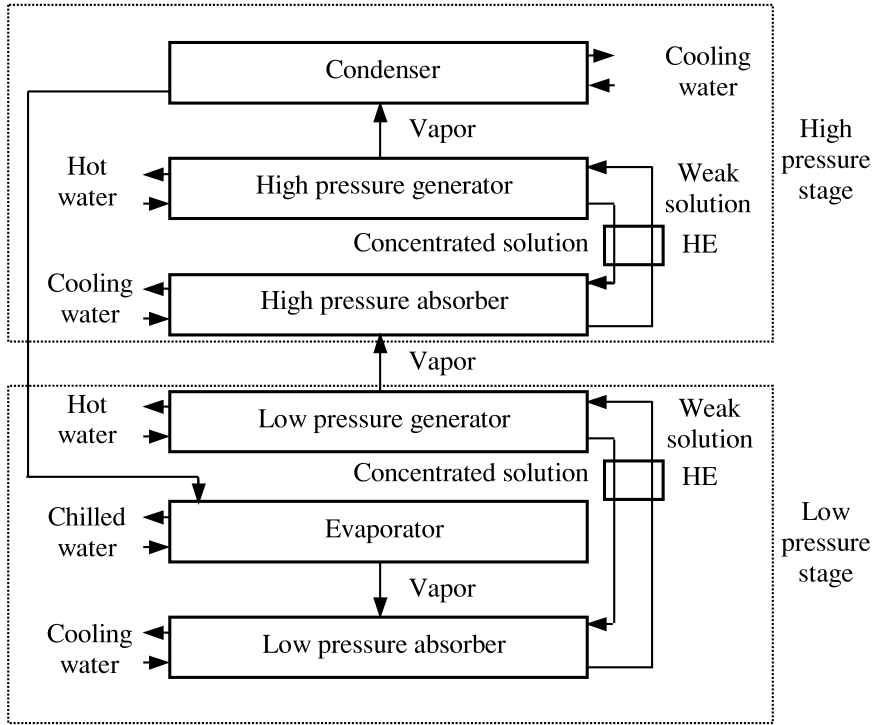 Condenser
Cooling
water
Vapor
High
pressure
stage
Hot
water
High pressure generator
Weak
solution
Concentrated solution
HE
Cooling
water
High pressure absorber
Vapor
Hot
water
Low pressure generator
Weak
solution
Concentrated solution
HE
Chilled
water
Evaporator
Low
pressure
stage
Vapor
Cooling
water
Low pressure absorber